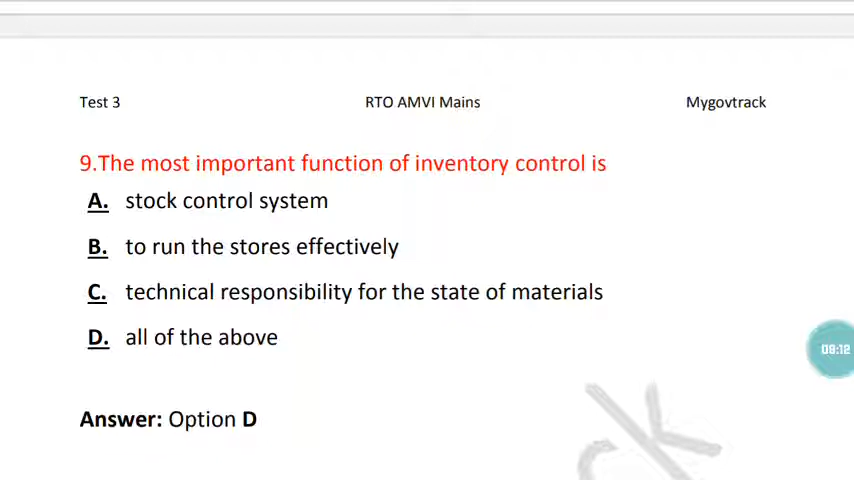 Test 3 RTO AMVI Mains Mygovtrack
9.The most important function of inventory control is
A. stock control system
B. to run the stores effectively
C. technical responsibility for the state of materials
D. all of the above
09:12
Answer: Option D